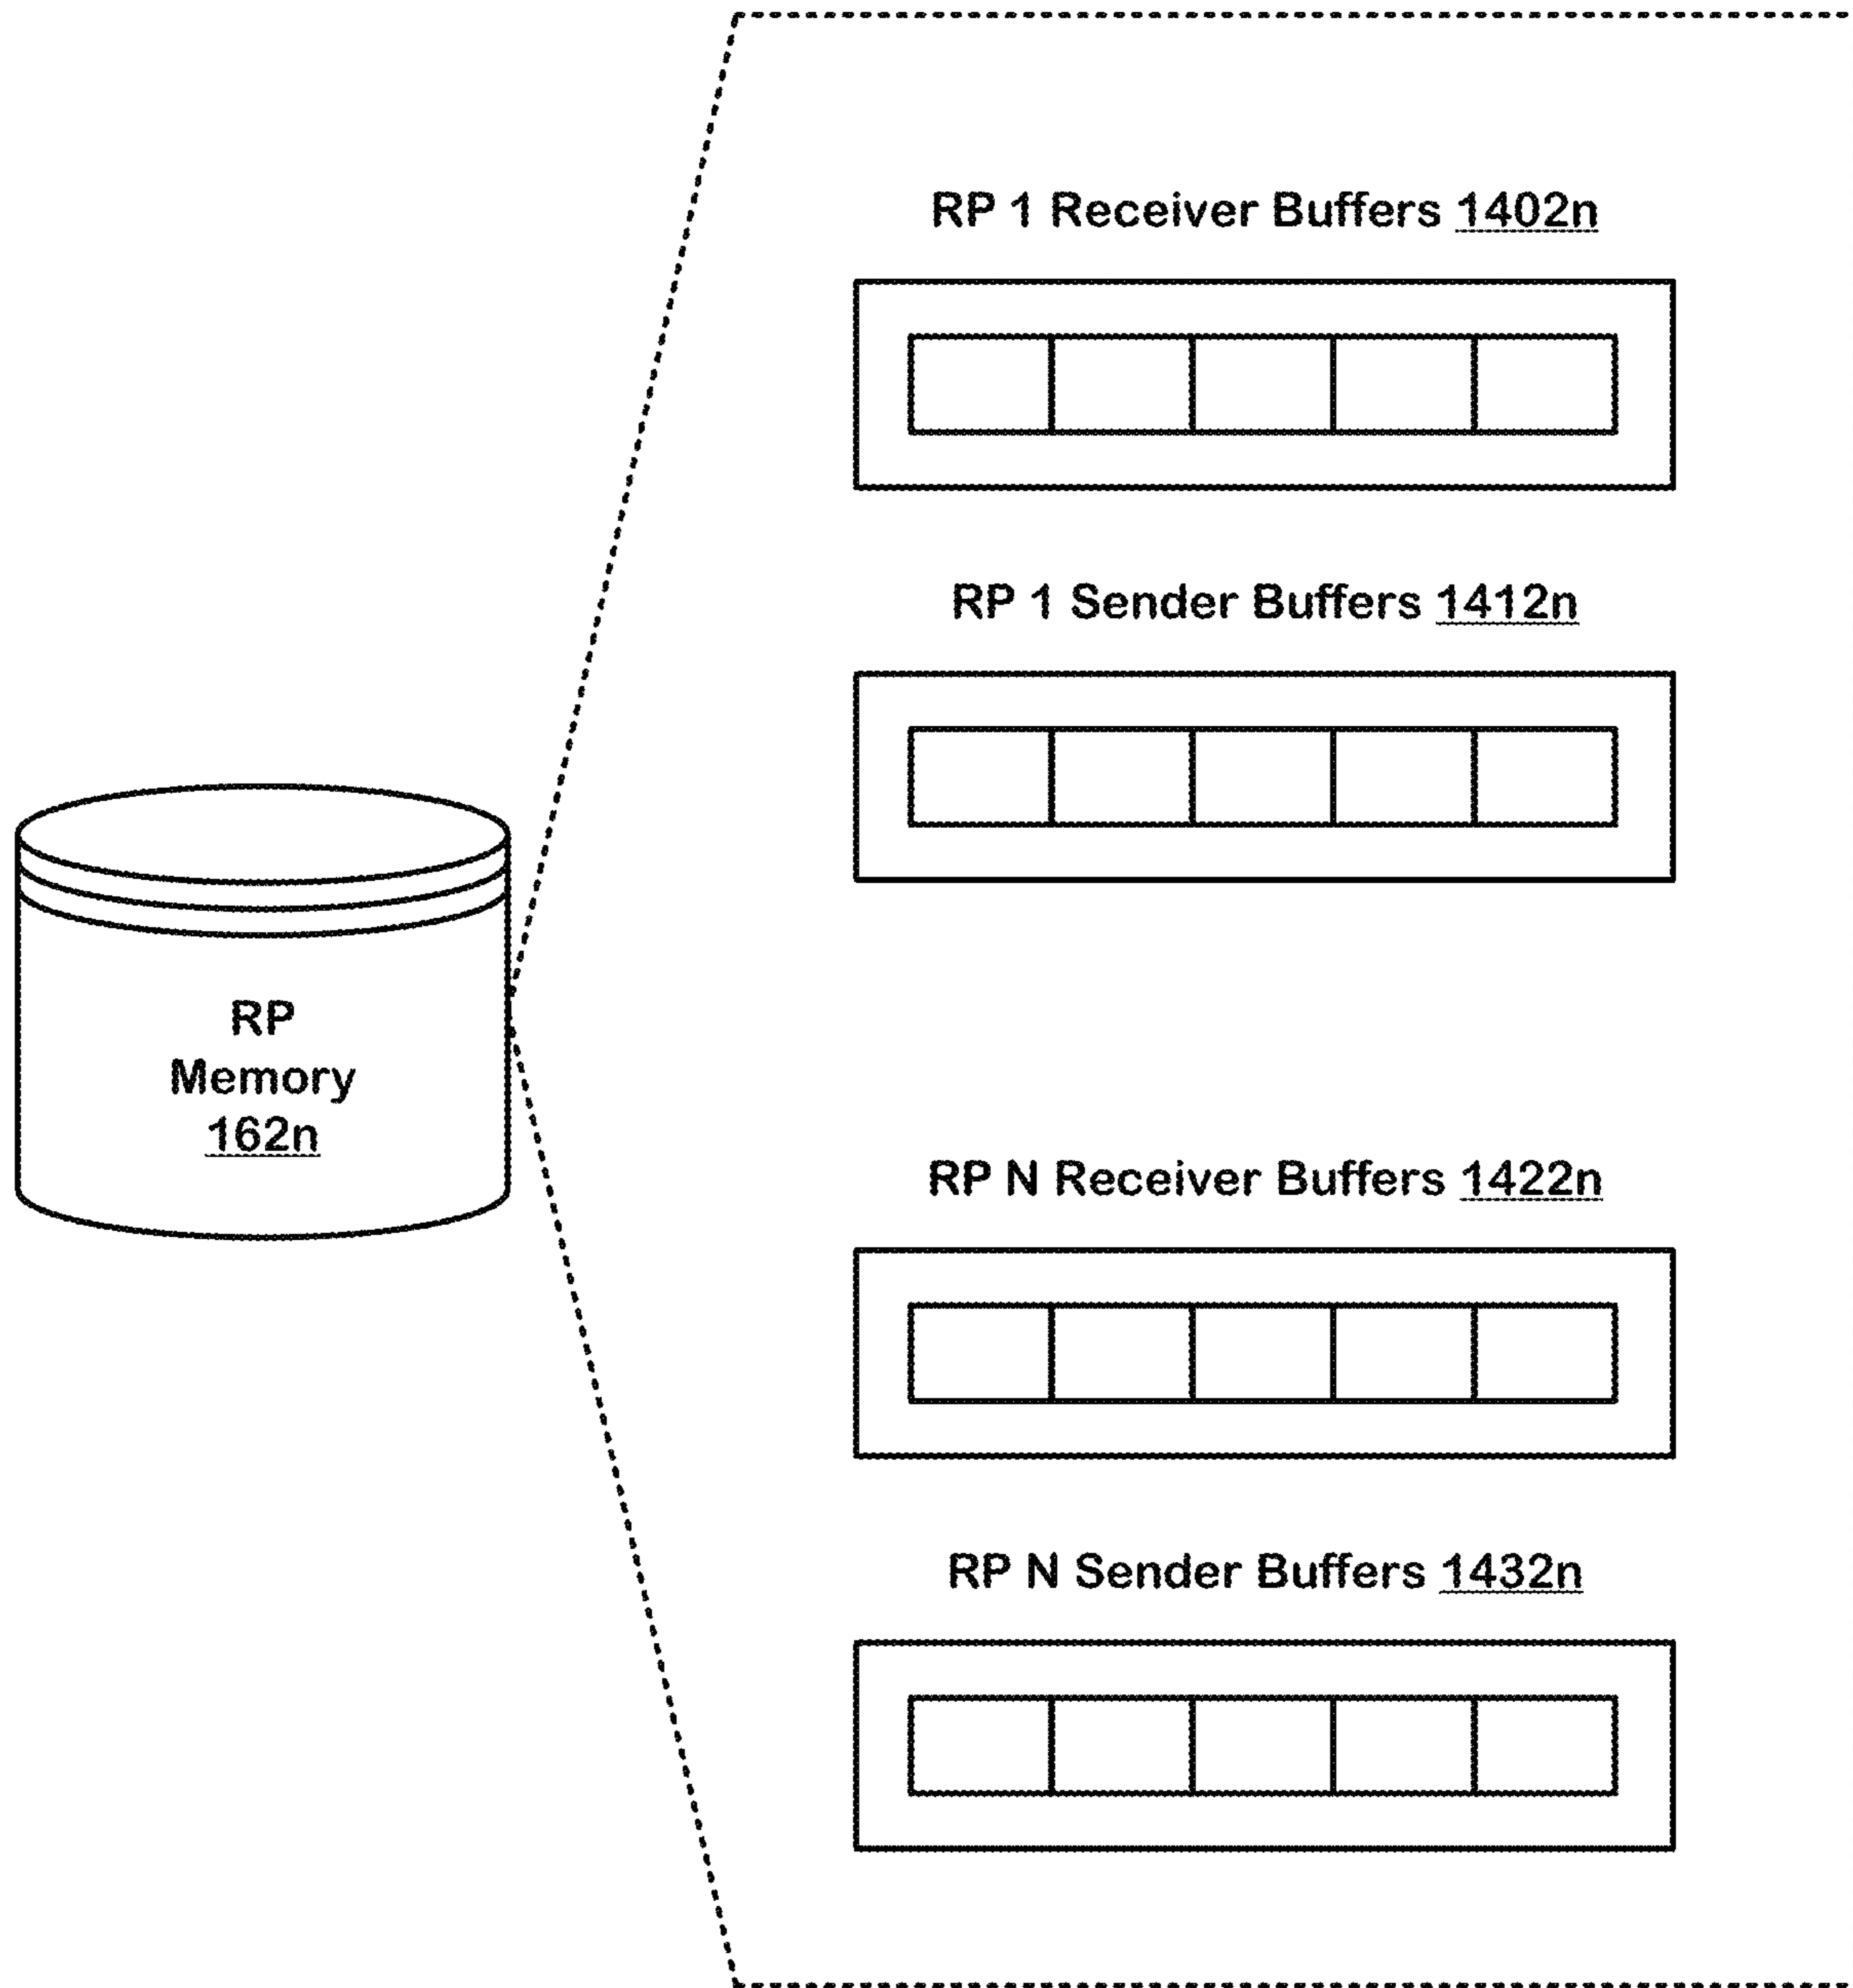 RP 1 Receiver Buffers 1402n
RP 1 Sender Buffers 1412n
RP
Memory
162n
RP N Receiver Buffers 1422n
RP N Sender Buffers 1432n